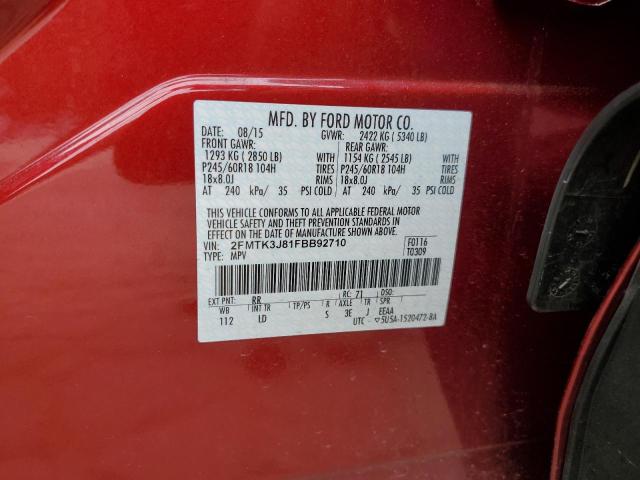 MFD. BY FORD MOTOR CO.
DATE: 08/15 GVWR: 2422 KG ( 5340 LB)
FRONT GAWR: REAR GAWR:
1293 KG ( 2850 LB) WITH 1154 KG ( 2545 LB) WITH
P245/60R18 104H TIRES P245/60R18 104H TIRES
18x8.0J RIMS 18x8.0J RIMS
AT 240 kPa/ 35 PSI COLD AT 240 kPa/ 35 PSI COLD
THIS VEHICLE CONFORMS TO ALL APPLICABLE FEDERAL MOTOR
VEHICLE SAFETY AND THEFT PREVENTION STANDARDS IN
EFFECT ON THE DATE OF MANUFACTURE SHOWN ABOVE.
VIN: 2FMTK3J81FBB92710 F0116
TYPE: MPV T0309
EXT PNT: RR RC: 71 DSO:
WB INT TR TP/PS R AXLE TR SPR
112 LD S 3E J EEAA
UTC ▽5U5A-1520472-BA